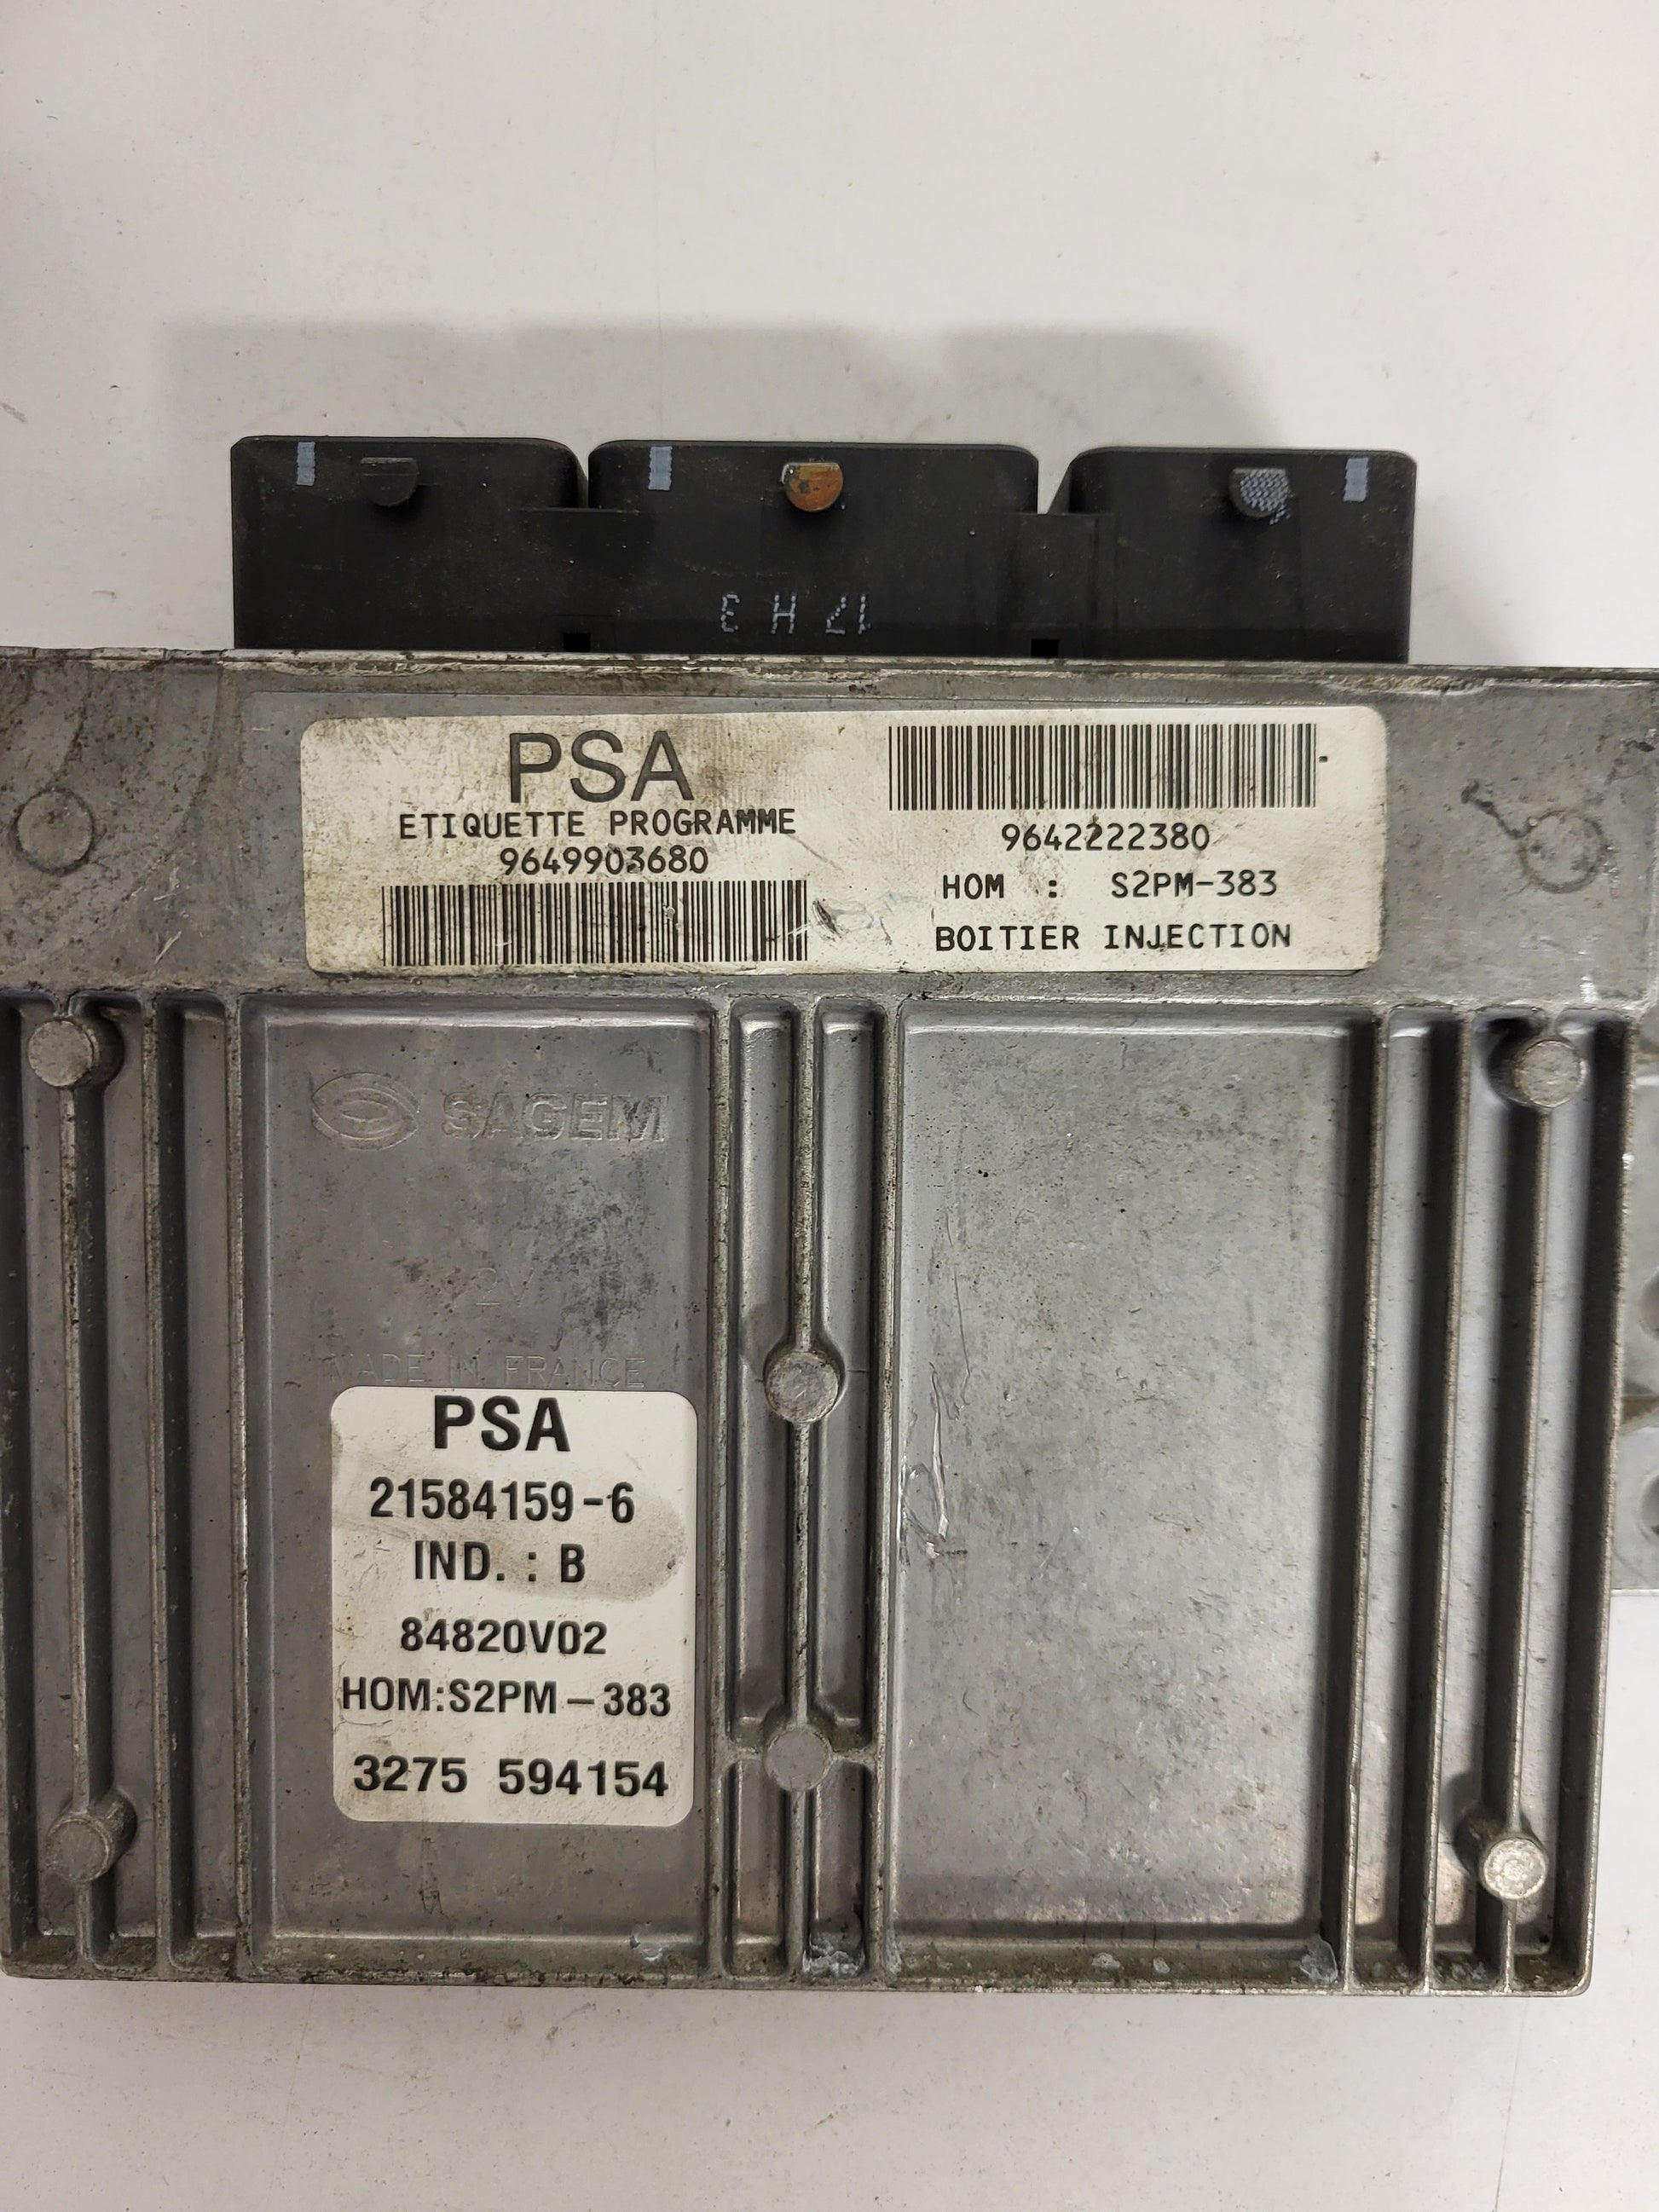 17 H 3
PSA
ETIQUETTE PROGRAMME
9649903680
9642222380
HOM : S2PM-383
BOITIER INJECTION
SAGEM
2V
MADE IN FRANCE
PSA
21584159-6
IND. : B
84820V02
HOM:S2PM-383
3275 594154